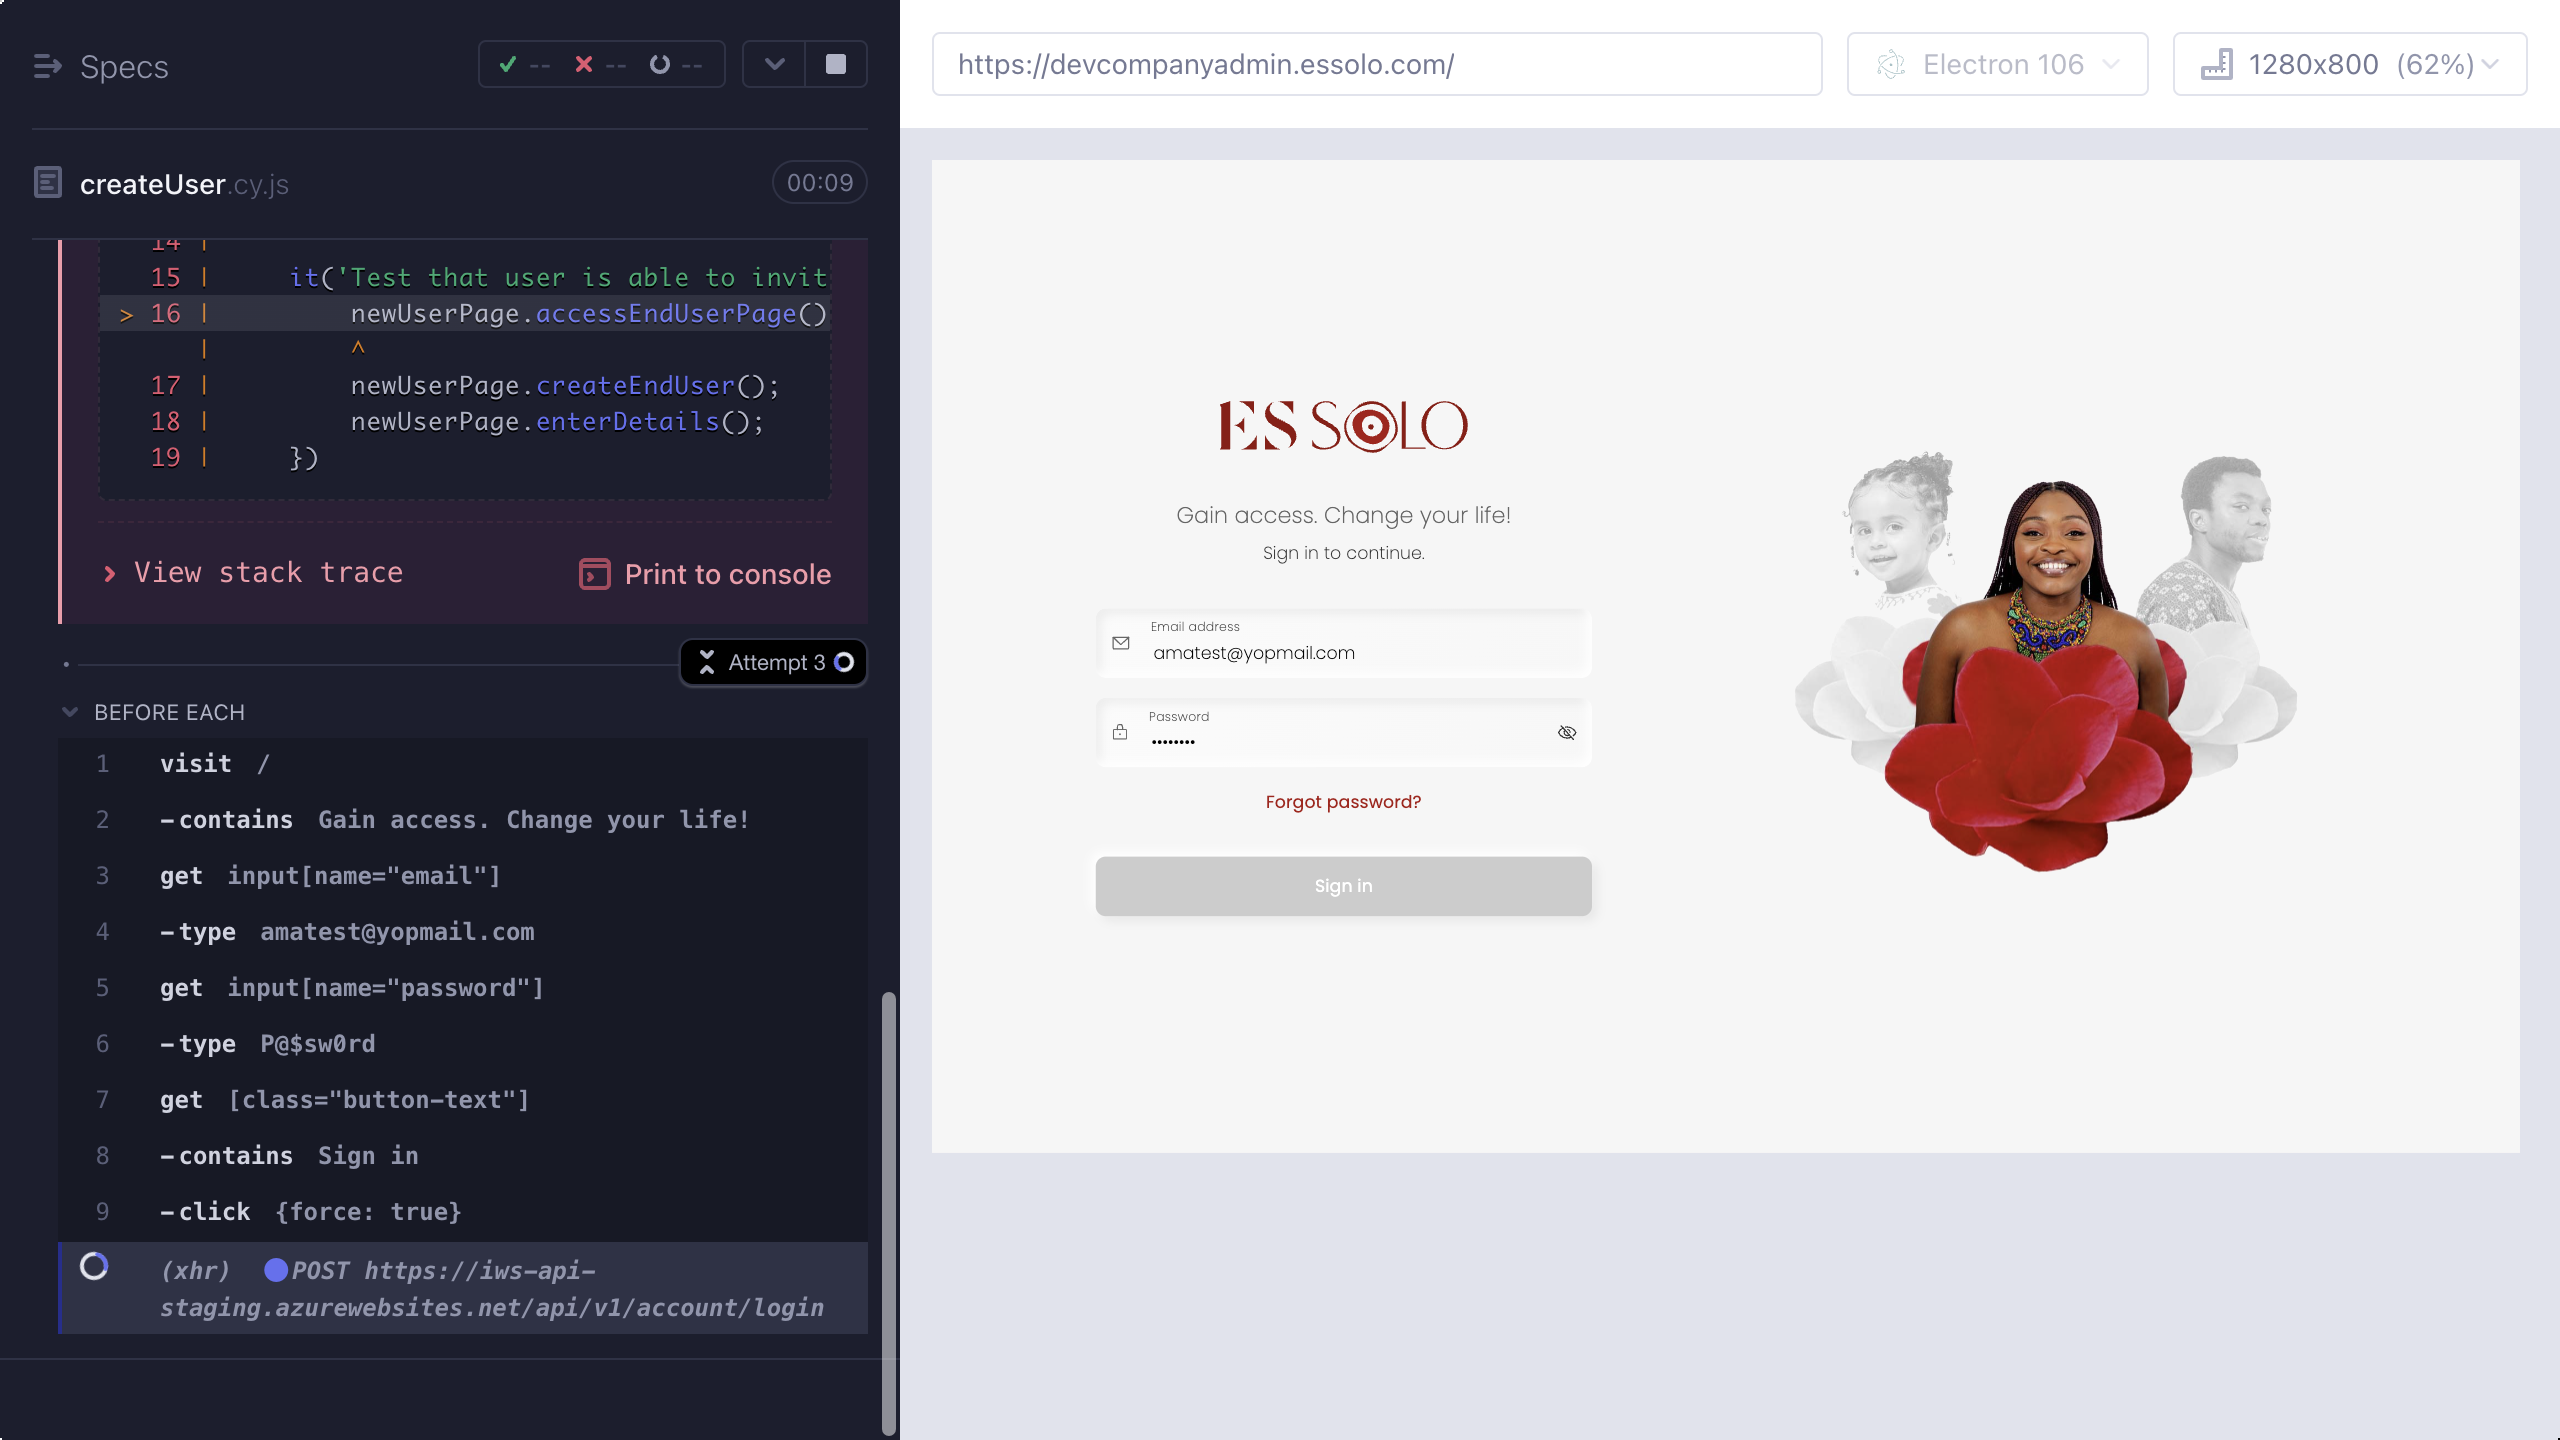 Specs
-- -- --
createUser.cy.js
00:09
14 |
15 | it('Test that user is able to invit
> 16 | newUserPage.accessEndUserPage()
| ^
17 | newUserPage.createEndUser();
18 | newUserPage.enterDetails();
19 | })
View stack trace
Print to console
Attempt 3
BEFORE EACH
1 visit /
2 -contains Gain access. Change your life!
3 get input[name="email"]
4 -type amatest@yopmail.com
5 get input[name="password"]
6 -type P@$sw0rd
7 get [class="button-text"]
8 -contains Sign in
9 -click {force: true}
(xhr) POST https://iws-api-
staging.azurewebsites.net/api/v1/account/login
https://devcompanyadmin.essolo.com/
Electron 106
1280x800 (62%)
ES SOLO
Gain access. Change your life!
Sign in to continue.
Email address
amatest@yopmail.com
Password
••••••••
Forgot password?
Sign in